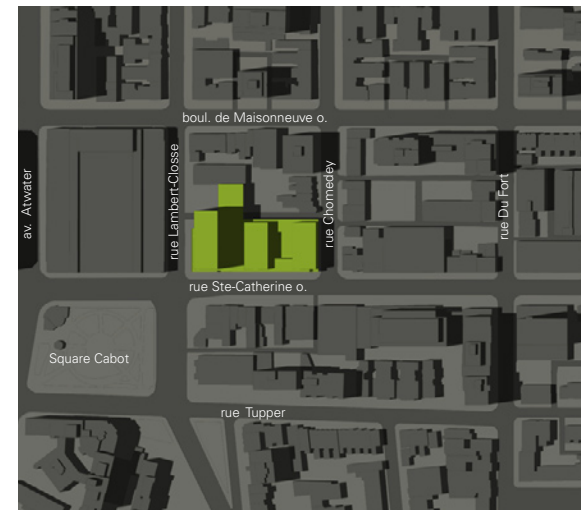 boul. de Maisonneuve o.
av. Atwater
rue Lambert-Closse
rue Chomedey
rue Du Fort
rue Ste-Catherine o.
Square Cabot
rue Tupper